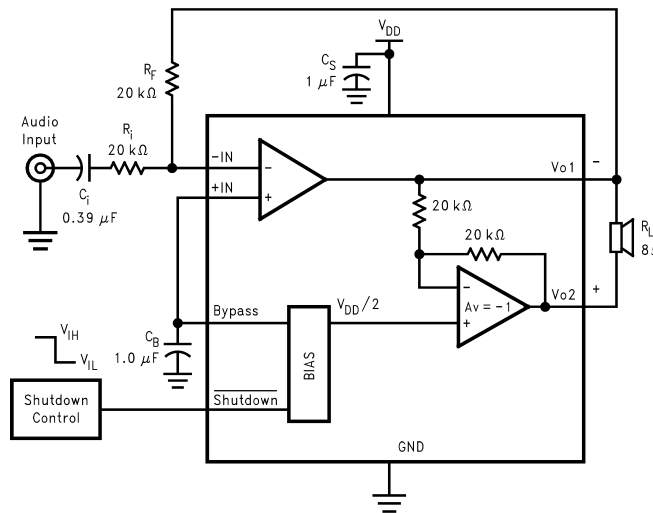 VDD
CS
1 μF
RF
20 kΩ
Audio
Input
Ri
20 kΩ
Ci
0.39 μF
-IN
+IN
-
+
Vo1
-
20 kΩ
20 kΩ
RL
8
-
Av = -1
+
Vo2
+
Bypass
VDD/2
CB
1.0 μF
BIAS
VIH
VIL
Shutdown
Control
Shutdown
GND